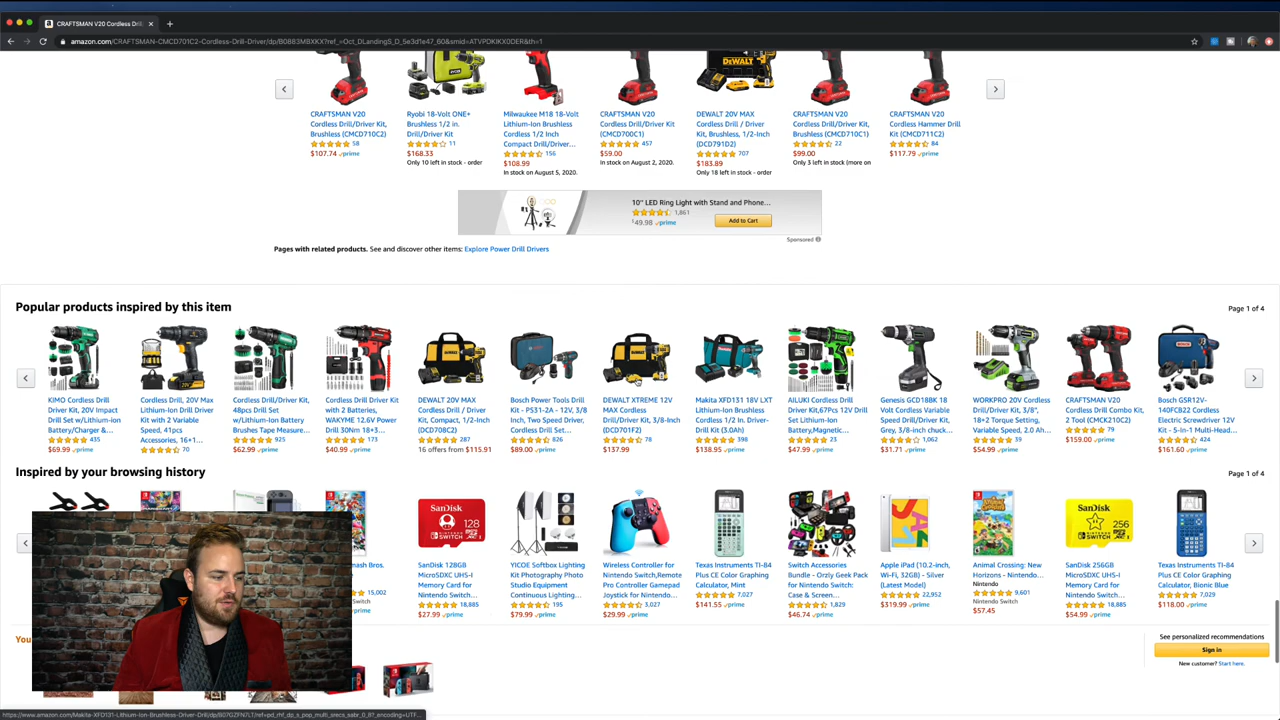 CRAFTSMAN V20 Cordless Drill
amazon.com/CRAFTSMAN-CMCD701C2-Cordless-Drill-Driver/dp/B0883MBXKX?ref_=Oct_DLandingS_D_5e3d1e47_60&smid=ATVPDKIKX0DER&th=1
CRAFTSMAN V20
Cordless Drill/Driver Kit,
Brushless (CMCD710C2)
58
$107.74 prime
Ryobi 18-Volt ONE+
Brushless 1/2 in.
Drill/Driver Kit
11
$168.33
Only 10 left in stock - order
Milwaukee M18 18-Volt
Lithium-Ion Brushless
Cordless 1/2 Inch
Compact Drill/Driver...
156
$108.99
In stock on August 5, 2020.
CRAFTSMAN V20
Cordless Drill/Driver Kit
(CMCD700C1)
457
$59.00
In stock on August 2, 2020.
DEWALT
DEWALT 20V MAX
Cordless Drill / Driver
Kit, Brushless, 1/2-Inch
(DCD791D2)
707
$183.89
Only 18 left in stock - order
CRAFTSMAN V20
Cordless Drill/Driver Kit,
Brushless (CMCD710C1)
22
$99.00
Only 3 left in stock (more on
CRAFTSMAN V20
Cordless Hammer Drill
Kit (CMCD711C2)
84
$117.79 prime
10" LED Ring Light with Stand and Phone...
1,861
$49.98 prime
Add to Cart
Sponsored
Pages with related products. See and discover other items: Explore Power Drill Drivers
Popular products inspired by this item
Page 1 of 4
KIMO Cordless Drill
Driver Kit, 20V Impact
Drill Set w/Lithium-Ion
Battery/Charger &...
435
$69.99 prime
Cordless Drill, 20V Max
Lithium-Ion Drill Driver
Kit with 2 Variable
Speed, 41pcs
Accessories, 16+1...
70
Cordless Drill/Driver Kit,
48pcs Drill Set
w/Lithium-Ion Battery
Brushes Tape Measure...
925
$62.99 prime
Cordless Drill Driver Kit
with 2 Batteries,
WAKYME 12.6V Power
Drill 30Nm 18+3...
173
$40.99 prime
DEWALT 20V MAX
Cordless Drill / Driver
Kit, Compact, 1/2-Inch
(DCD708C2)
287
16 offers from $115.91
Bosch Power Tools Drill
Kit - PS31-2A - 12V, 3/8
Inch, Two Speed Driver,
Cordless Drill Set...
826
$89.00 prime
DEWALT XTREME 12V
MAX Cordless
Drill/Driver, 3/8-Inch
(DCD701F2)
78
$137.99
Makita XFD131 18V LXT
Lithium-Ion Brushless
Cordless 1/2 In. Driver-
Drill Kit (3.0Ah)
398
$138.95 prime
AILUKI Cordless Drill
Driver Kit,67Pcs 12V Drill
Set Lithium-Ion
Battery,Magnetic...
23
$47.99 prime
Genesis GCD18BK 18
Volt Cordless Variable
Speed Drill/Driver Kit,
Grey, 3/8-inch chuck...
1,062
$31.71 prime
WORKPRO 20V Cordless
Drill/Driver Kit, 3/8",
18+2 Torque Setting,
Variable Speed, 2.0 Ah...
39
$54.99 prime
CRAFTSMAN V20
Cordless Drill Combo Kit,
2 Tool (CMCK210C2)
79
$159.00 prime
Bosch GSR12V-
140FCB22 Cordless
Electric Screwdriver 12V
Kit - 5-In-1 Multi-Head...
424
$161.60 prime
Inspired by your browsing history
Page 1 of 4
mash Bros.
15,002
Switch
prime
SanDisk
128
SanDisk 128GB
MicroSDXC UHS-I
Memory Card for
Nintendo Switch...
18,885
$27.99 prime
YICOE Softbox Lighting
Kit Photography Photo
Studio Equipment
Continuous Lighting...
195
$79.99 prime
Wireless Controller for
Nintendo Switch,Remote
Pro Controller Gamepad
Joystick for Nintendo...
3,027
$29.99 prime
Texas Instruments TI-84
Plus CE Color Graphing
Calculator, Mint
7,027
$141.55 prime
Switch Accessories
Bundle - Orzly Geek Pack
for Nintendo Switch:
Case & Screen...
1,829
$46.74 prime
Apple iPad (10.2-inch,
Wi-Fi, 32GB) - Silver
(Latest Model)
22,952
$319.99 prime
Animal Crossing: New
Horizons - Nintendo...
Nintendo
9,601
Nintendo Switch
$57.45
SanDisk
256
SanDisk 256GB
MicroSDXC UHS-I
Memory Card for
Nintendo Switch...
18,885
$54.99 prime
Texas Instruments TI-84
Plus CE Color Graphing
Calculator, Bionic Blue
7,029
$118.00 prime
You
See personalized recommendations
Sign in
New customer? Start here.